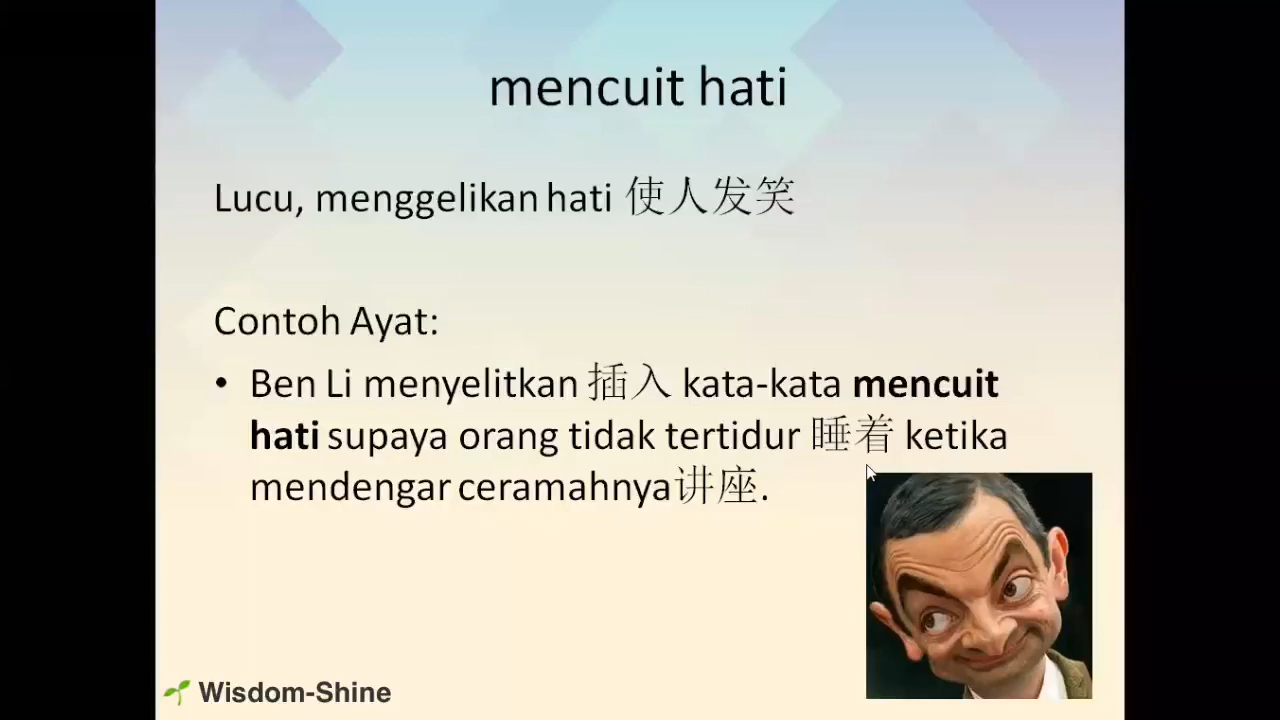 mencuit hati
Lucu, menggelikan hati 使人发笑
Contoh Ayat:
• Ben Li menyelitkan 插入 kata-kata mencuit
hati supaya orang tidak tertidur 睡着 ketika
mendengar ceramahnya讲座.
Wisdom-Shine